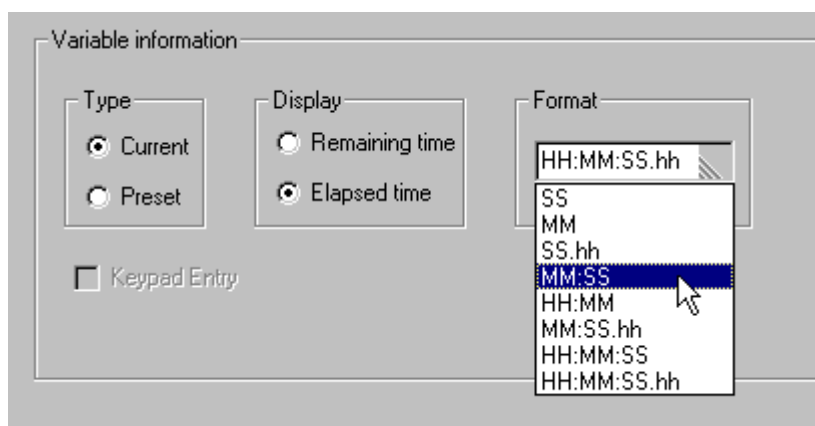 Variable information
Type
Display
Format
Current
Remaining time
HH:MM:SS.hh
Preset
Elapsed time
SS
MM
SS.hh
MM:SS
HH:MM
MM:SS.hh
HH:MM:SS
HH:MM:SS.hh
Keypad Entry